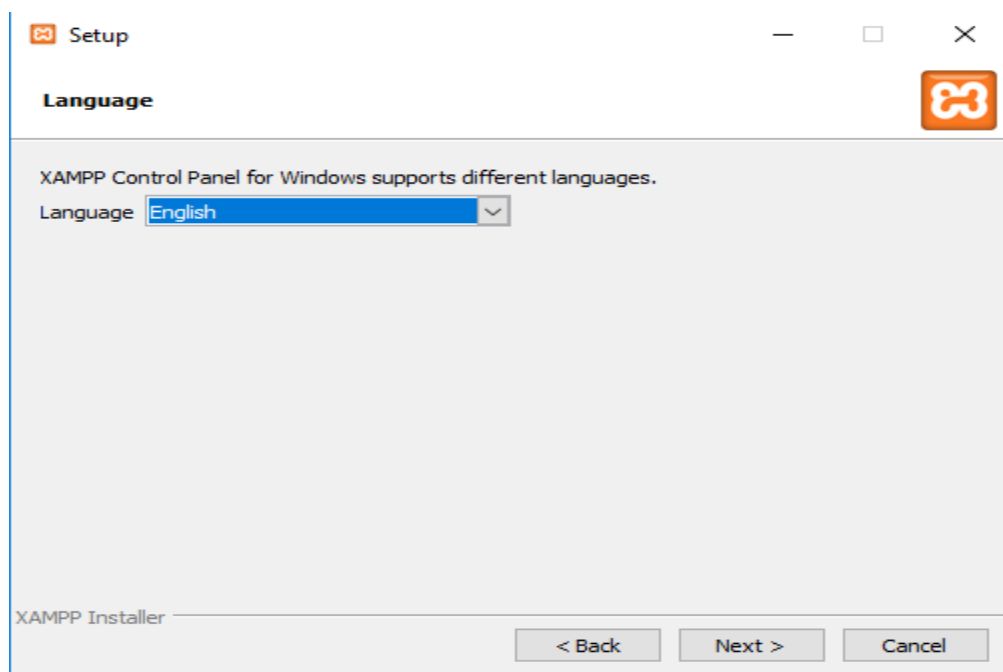 Setup
Language
XAMPP Control Panel for Windows supports different languages.
Language English
XAMPP Installer
< Back Next > Cancel